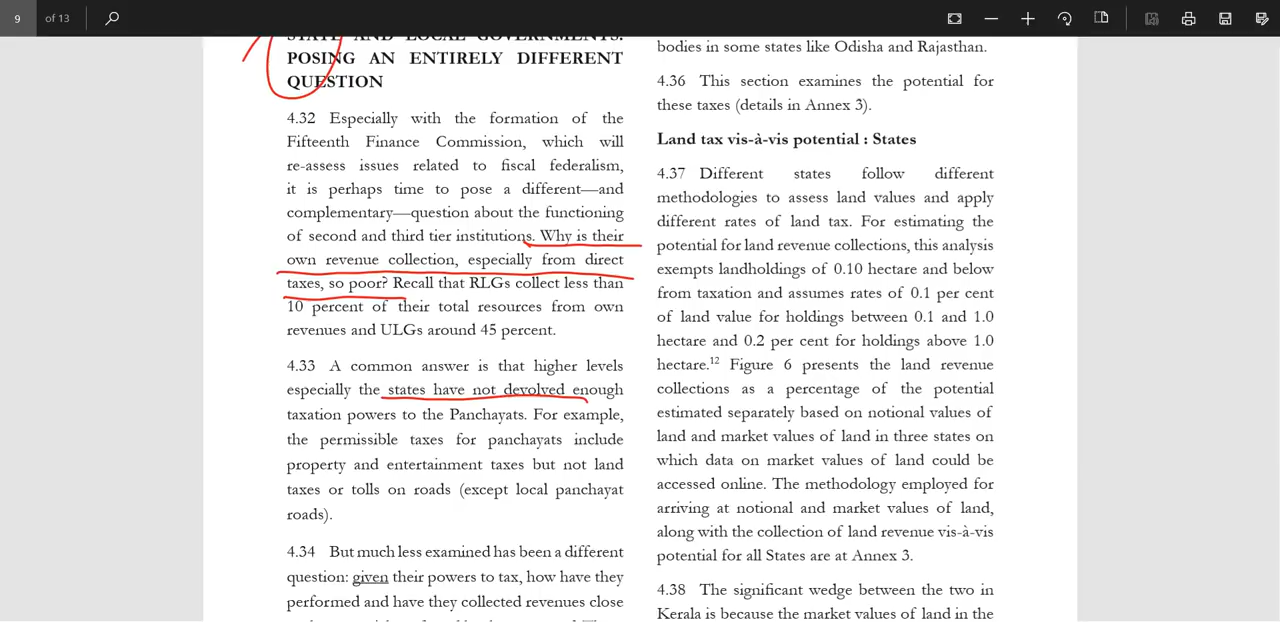 9 of 13
STATE AND LOCAL GOVERNMENTS:
POSING AN ENTIRELY DIFFERENT
QUESTION
4.32 Especially with the formation of the
Fifteenth Finance Commission, which will
re-assess issues related to fiscal federalism,
it is perhaps time to pose a different—and
complementary—question about the functioning
of second and third tier institutions. Why is their
own revenue collection, especially from direct
taxes, so poor? Recall that RLGs collect less than
10 percent of their total resources from own
revenues and ULGs around 45 percent.
4.33 A common answer is that higher levels
especially the states have not devolved enough
taxation powers to the Panchayats. For example,
the permissible taxes for panchayats include
property and entertainment taxes but not land
taxes or tolls on roads (except local panchayat
roads).
4.34 But much less examined has been a different
question: given their powers to tax, how have they
performed and have they collected revenues close
bodies in some states like Odisha and Rajasthan.
4.36 This section examines the potential for
these taxes (details in Annex 3).
Land tax vis-à-vis potential : States
4.37 Different states follow different
methodologies to assess land values and apply
different rates of land tax. For estimating the
potential for land revenue collections, this analysis
exempts landholdings of 0.10 hectare and below
from taxation and assumes rates of 0.1 per cent
of land value for holdings between 0.1 and 1.0
hectare and 0.2 per cent for holdings above 1.0
hectare.12 Figure 6 presents the land revenue
collections as a percentage of the potential
estimated separately based on notional values of
land and market values of land in three states on
which data on market values of land could be
accessed online. The methodology employed for
arriving at notional and market values of land,
along with the collection of land revenue vis-à-vis
potential for all States are at Annex 3.
4.38 The significant wedge between the two in
Kerala is because the market values of land in the